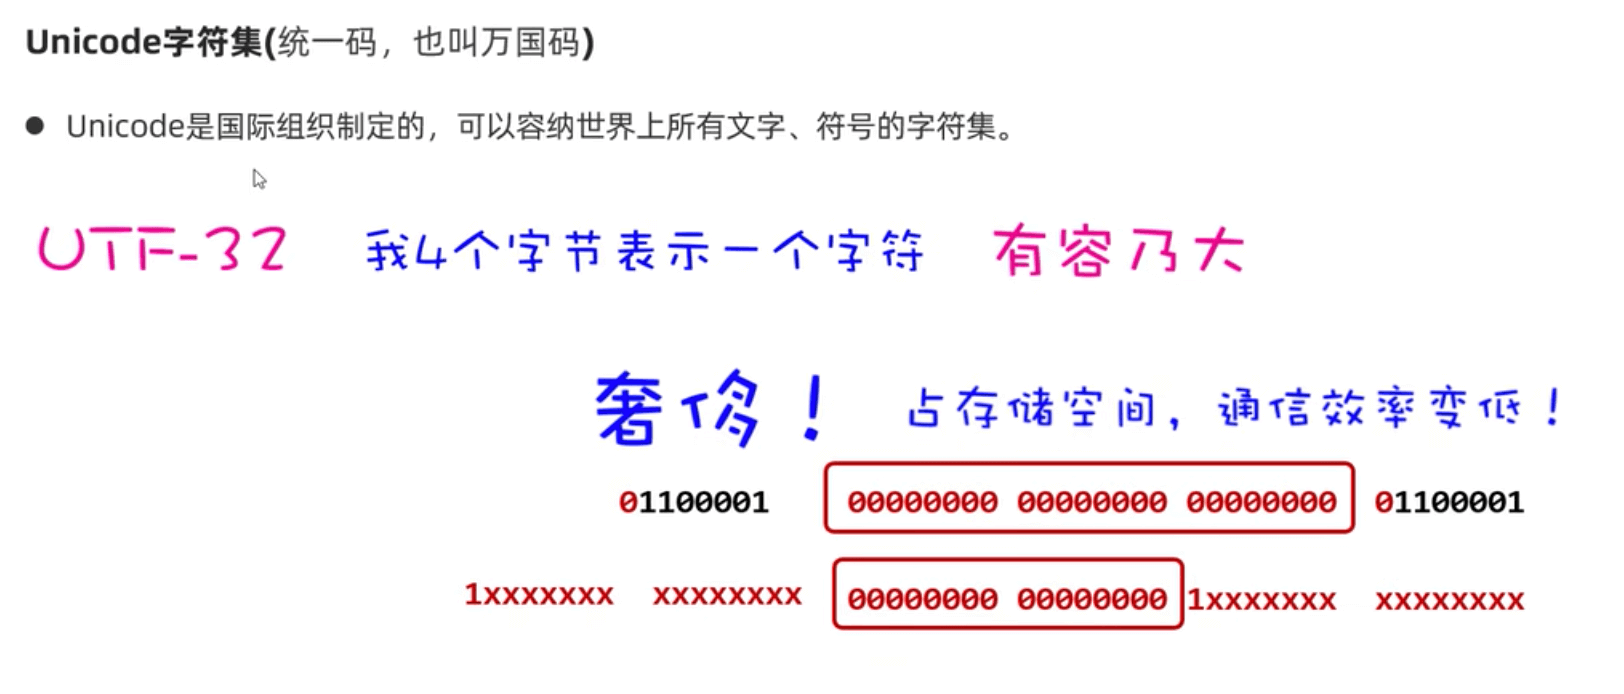 Unicode字符集(统一码，也叫万国码)
● Unicode是国际组织制定的，可以容纳世界上所有文字、符号的字符集。
UTF-32 我4个字节表示一个字符 有容乃大
奢侈！ 占存储空间，通信效率变低！
01100001 00000000 00000000 00000000 01100001
1xxxxxxx xxxxxxxx 00000000 00000000 1xxxxxxx xxxxxxxx